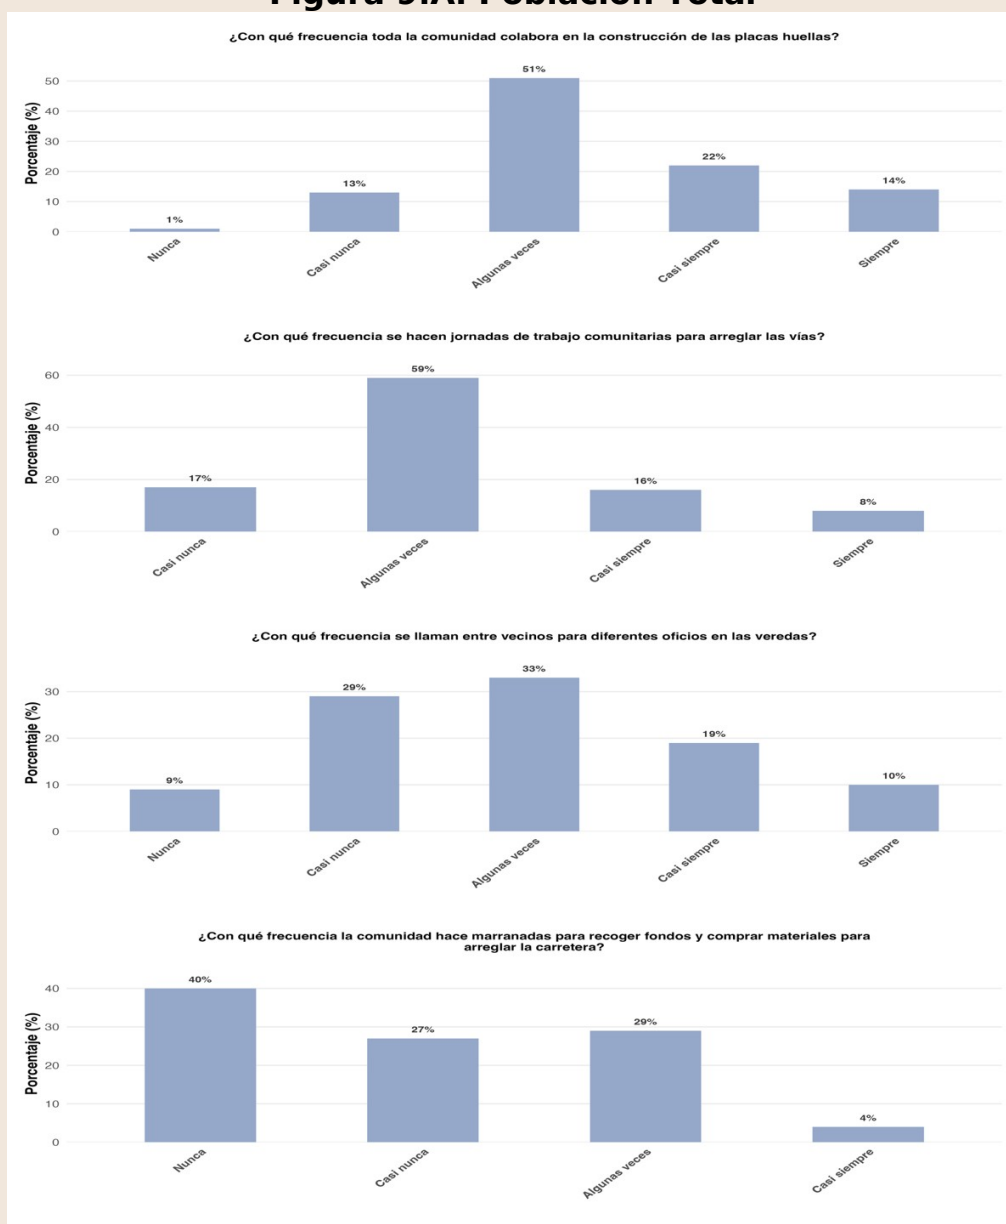 Figura 9.A. Población Total
¿Con qué frecuencia toda la comunidad colabora en la construcción de las placas huellas?
Porcentaje (%)
50
40
30
20
10
0
1%
13%
51%
22%
14%
Nunca
Casi nunca
Algunas veces
Casi siempre
Siempre
¿Con qué frecuencia se hacen jornadas de trabajo comunitarias para arreglar las vías?
Porcentaje (%)
60
40
20
0
17%
59%
16%
8%
Casi nunca
Algunas veces
Casi siempre
Siempre
¿Con qué frecuencia se llaman entre vecinos para diferentes oficios en las veredas?
Porcentaje (%)
30
20
10
0
9%
29%
33%
19%
10%
Nunca
Casi nunca
Algunas veces
Casi siempre
Siempre
¿Con qué frecuencia la comunidad hace marranadas para recoger fondos y comprar materiales para
arreglar la carretera?
Porcentaje (%)
40
30
20
10
0
40%
27%
29%
4%
Nunca
Casi nunca
Algunas veces
Casi siempre